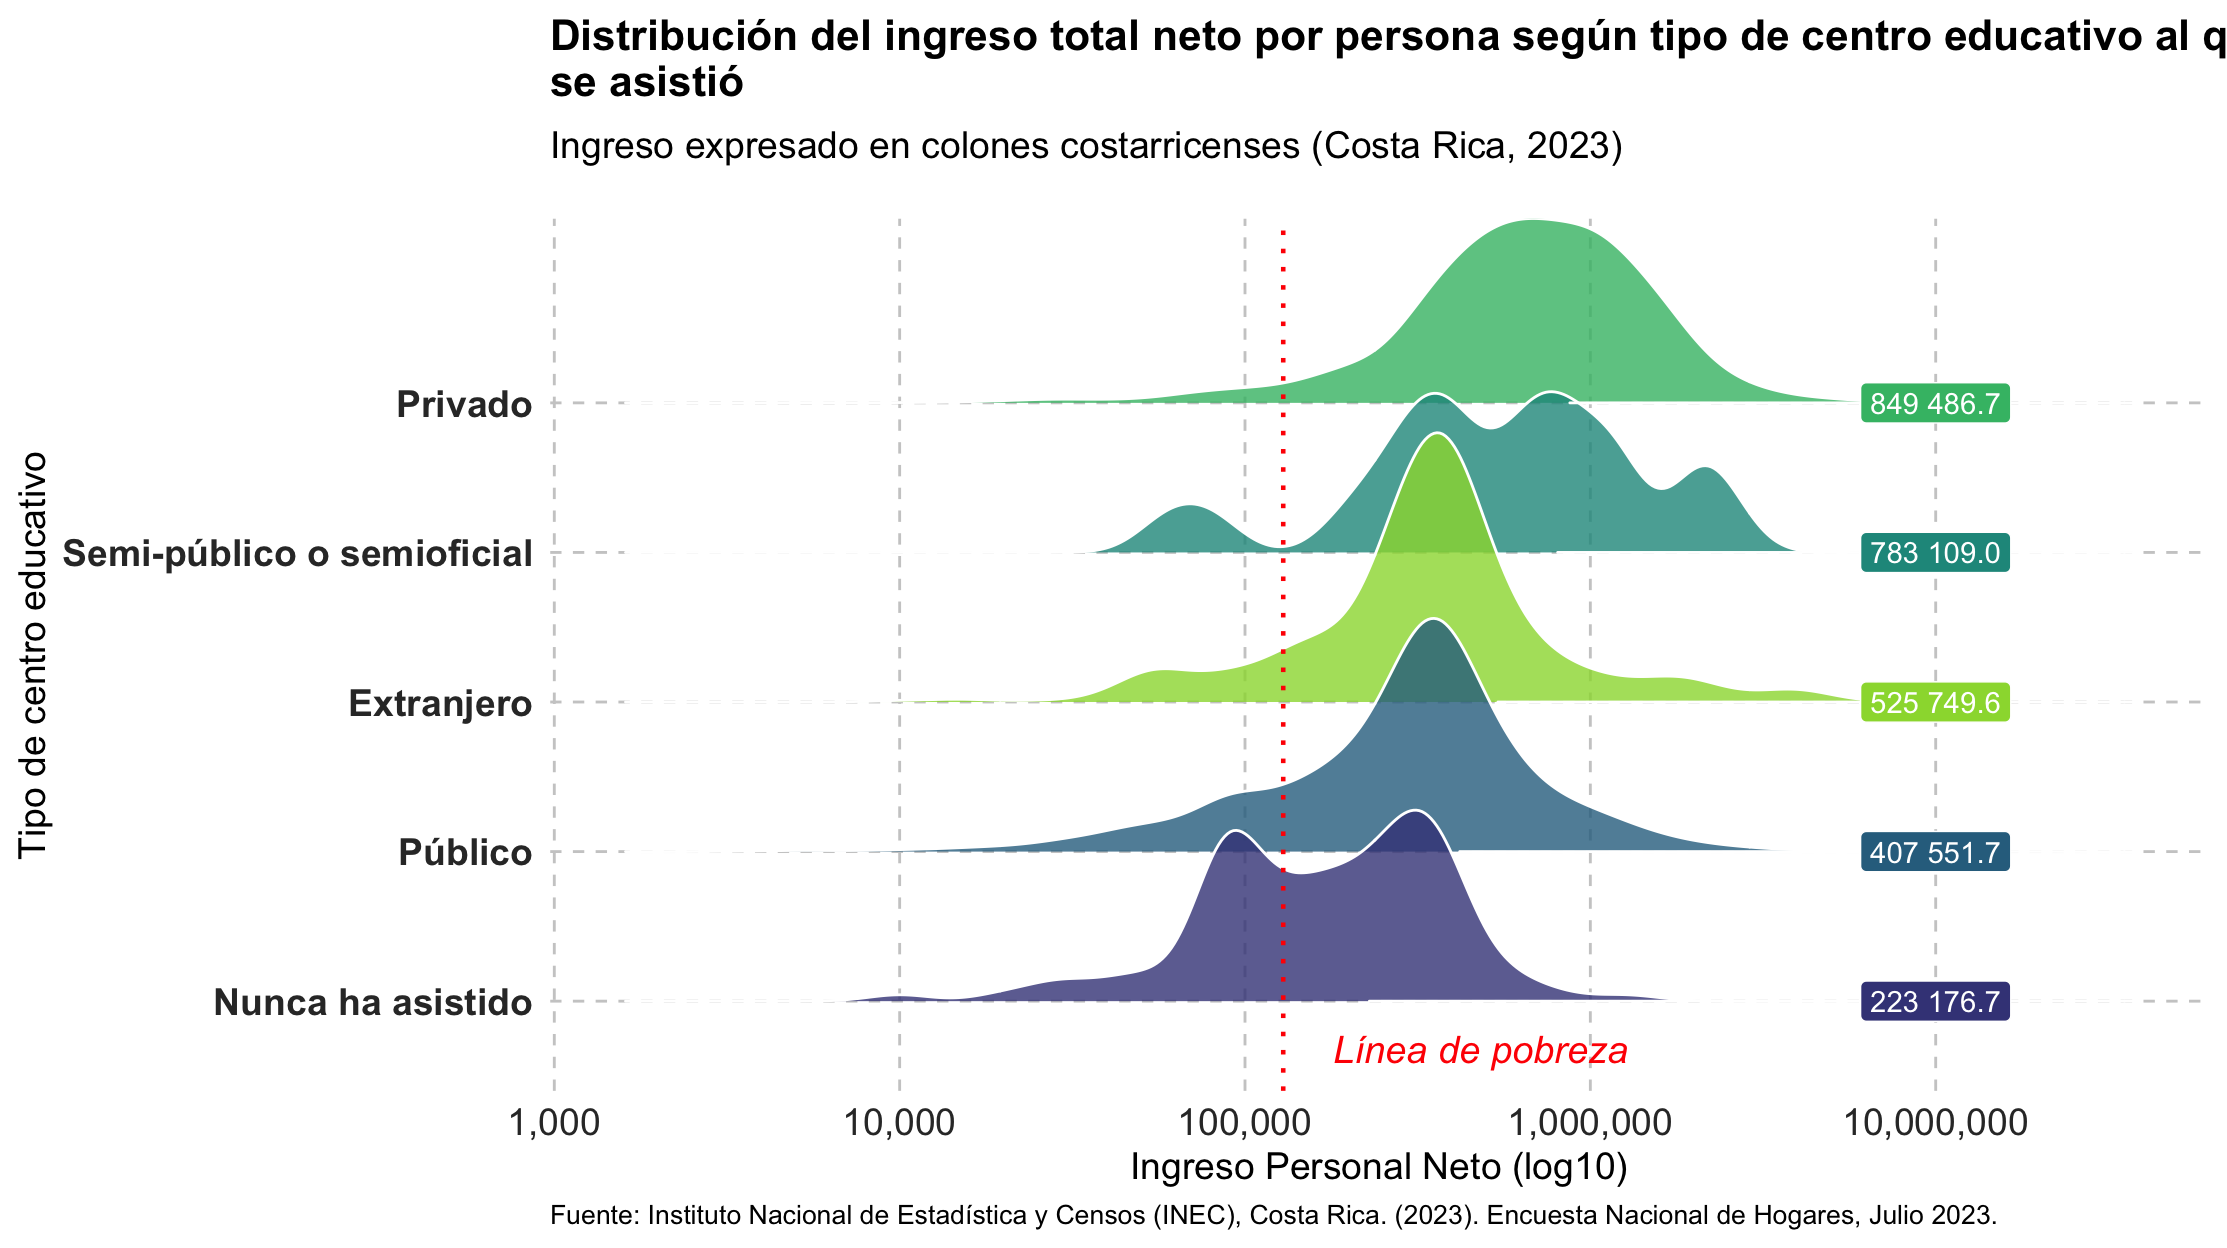 Distribución del ingreso total neto por persona según tipo de centro educativo al q
se asistió
Ingreso expresado en colones costarricenses (Costa Rica, 2023)
Tipo de centro educativo
Privado
849 486.7
Semi-público o semioficial
783 109.0
Extranjero
525 749.6
Público
407 551.7
Nunca ha asistido
223 176.7
Línea de pobreza
1,000
10,000
100,000
1,000,000
10,000,000
Ingreso Personal Neto (log10)
Fuente: Instituto Nacional de Estadística y Censos (INEC), Costa Rica. (2023). Encuesta Nacional de Hogares, Julio 2023.